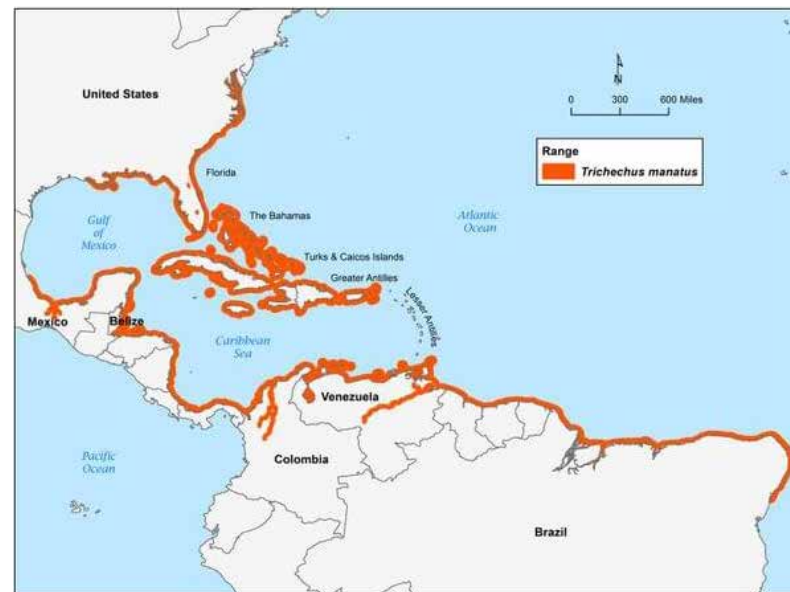 United States
N
0 300 600 Miles
Range
Trichechus manatus
Florida
The Bahamas
Gulf
of
Mexico
Atlantic
Ocean
Turks & Caicos Islands
Greater Antilles
Lesser Antilles
Mexico
Belize
Caribbean
Sea
Venezuela
Colombia
Pacific
Ocean
Brazil